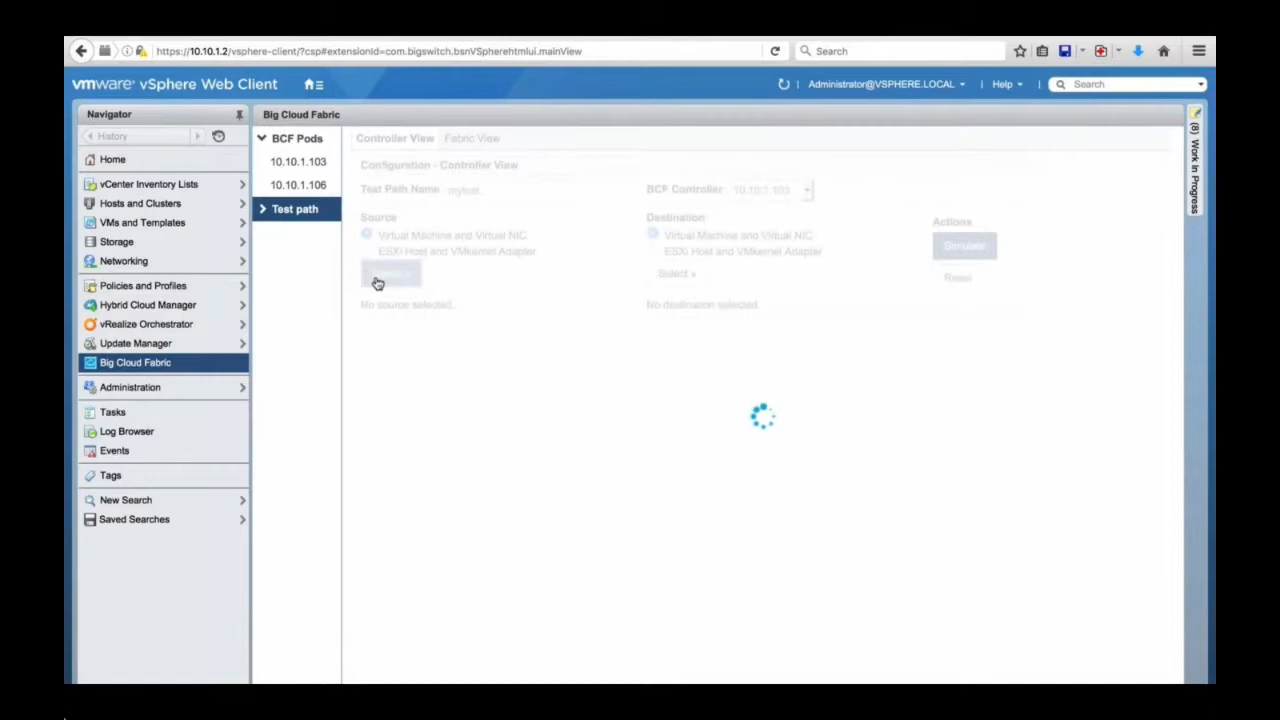 https://10.10.1.2/vsphere-client/?csp#extensionId=com.bigswitch.bsnVSpherehtmlui.mainView
Search
vmware® vSphere Web Client
Administrator@VSPHERE.LOCAL
Help
Search
Navigator
History
Home
vCenter Inventory Lists
Hosts and Clusters
VMs and Templates
Storage
Networking
Policies and Profiles
Hybrid Cloud Manager
vRealize Orchestrator
Update Manager
Big Cloud Fabric
Administration
Tasks
Log Browser
Events
Tags
New Search
Saved Searches
Big Cloud Fabric
BCF Pods
10.10.1.103
10.10.1.106
Test path
Controller View Fabric View
Configuration - Controller View
Test Path Name
BCF Controller 10.10.1.103
Source
Virtual Machine and Virtual NIC
ESXi Host and VMkernel Adapter
No source selected.
Destination
Virtual Machine and Virtual NIC
ESXi Host and VMkernel Adapter
Select »
No destination selected.
Actions
Simulate
Reset
(8) Work In Progress